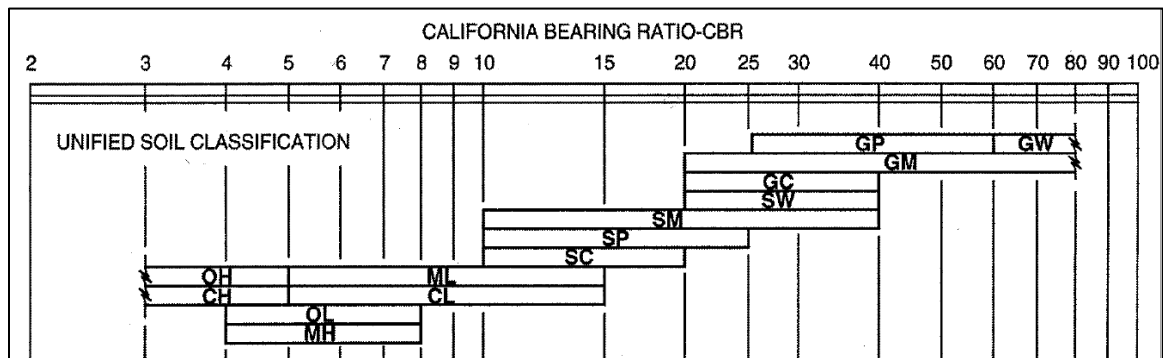 CALIFORNIA BEARING RATIO-CBR
2 3 4 5 6 7 8 9 10 15 20 25 30 40 50 60 70 80 90 100
UNIFIED SOIL CLASSIFICATION
GP GW
GM
GC
SW
SM
SP
SC
OH ML
CH CL
OL
MH